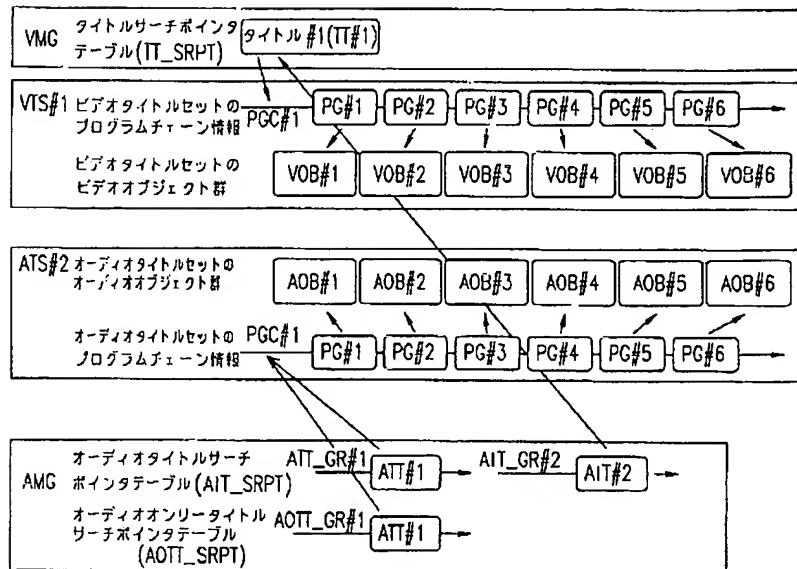 VMG タイトルサーチポインタ タイトル #1(TT#1)
テーブル(TT_SRPT)
VTS#1 ビデオタイトルセットの PG#1 PG#2 PG#3 PG#4 PG#5 PG#6
プログラムチェーン情報 PGC#1
ビデオタイトルセットの
ビデオオブジェクト群 VOB#1 VOB#2 VOB#3 VOB#4 VOB#5 VOB#6
ATS#2 オーディオタイトルセットの AOB#1 AOB#2 AOB#3 AOB#4 AOB#5 AOB#6
オーディオオブジェクト群
オーディオタイトルセットの PGC#1
プログラムチェーン情報 PG#1 PG#2 PG#3 PG#4 PG#5 PG#6
オーディオタイトルサーチ ATT_GR#1 AIT_GR#2
AMG ポインタテーブル(AIT_SRPT) ATT#1 AIT#2
オーディオオンリータイトル AOTT_GR#1
サーチポインタテーブル ATT#1
(AOTT_SRPT)